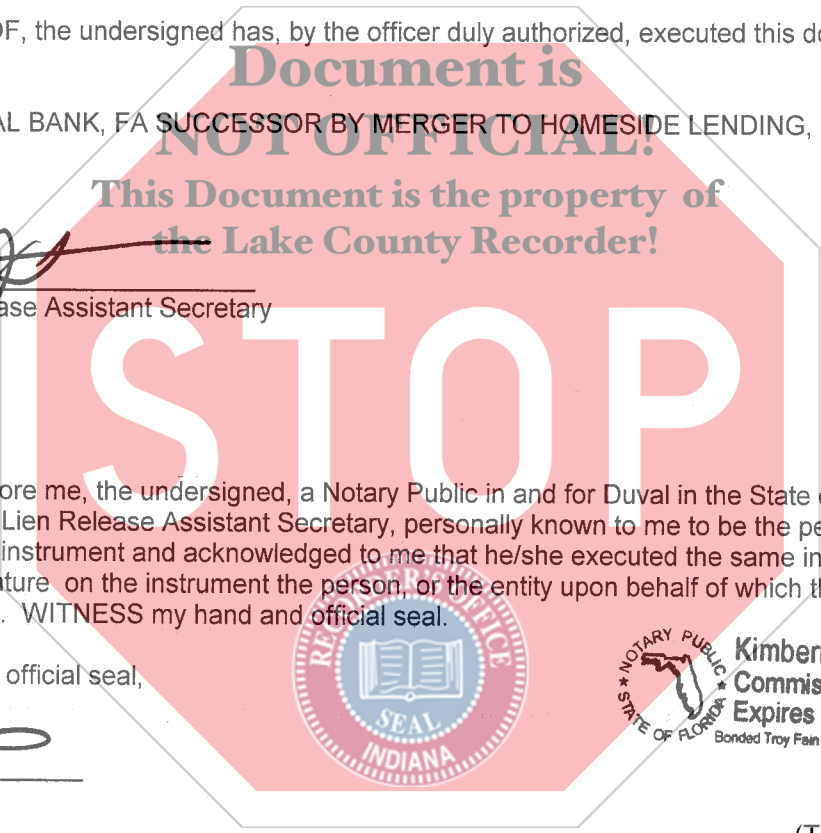 OF, the undersigned has, by the officer duly authorized, executed this do
Document is
AL BANK, FA SUCCESSOR BY MERGER TO HOMESIDE LENDING,
NOT OFFICIAL!
This Document is the property of
the Lake County Recorder!
ase Assistant Secretary
STOP
ore me, the undersigned, a Notary Public in and for Duval in the State
Lien Release Assistant Secretary, personally known to me to be the pe
instrument and acknowledged to me that he/she executed the same in
ature on the instrument the person, or the entity upon behalf of which th
. WITNESS my hand and official seal.
RECORDER'S OFFICE
SEAL
INDIANA
official seal,
NOTARY PUBLIC
STATE OF FLORIDA
Kimber
Commis
Expires
Bonded Troy Fain
(T